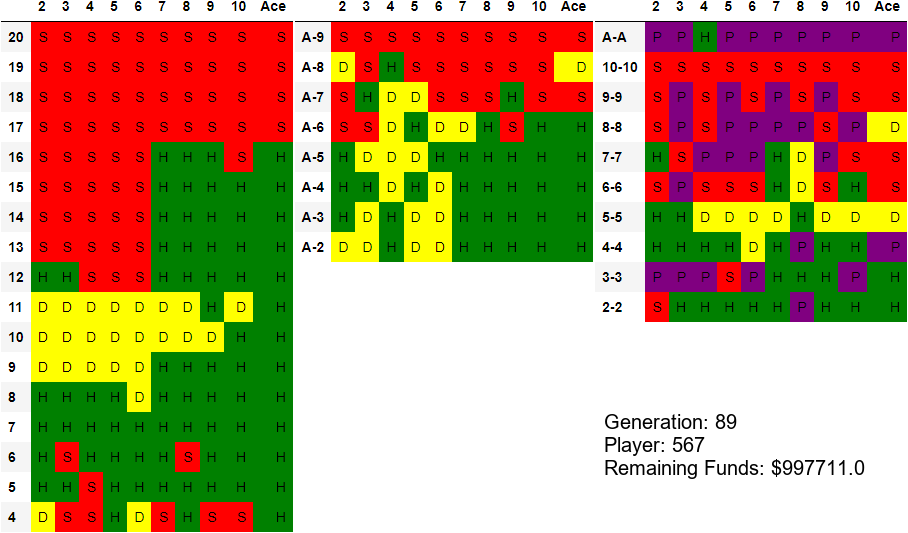 2 3 4 5 6 7 8 9 10 Ace
20 S S S S S S S S S S
19 S S S S S S S S S S
18 S S S S S S S S S S
17 S S S S S S S S S S
16 S S S S S H H H S H
15 S S S S S H H H H H
14 S S S S S H H H H H
13 S S S S S H H H H H
12 H H S S S H H H H H
11 D D D D D D D H D H
10 D D D D D D D D H H
9 D D D D D H H H H H
8 H H H H D H H H H H
7 H H H H H H H H H H
6 H S H H H H S H H H
5 H H S H H H H H H H
4 D S S H D S H S S H
2 3 4 5 6 7 8 9 10 Ace
A-9 S S S S S S S S S S
A-8 D S H S S S S S S D
A-7 S H D D S S S H S S
A-6 S S D H D D H S H H
A-5 H D D D H H H H H H
A-4 H H D H D H H H H H
A-3 H D H D D H H H H H
A-2 D D H D D H H H H H
2 3 4 5 6 7 8 9 10 Ace
A-A P P H P P P P P P P
10-10 S S S S S S S S S S
9-9 S P S P S P S P S S
8-8 S P S P P P P S P D
7-7 H S P P P H D P S S
6-6 S P S S S H D S H S
5-5 H H D D D D H D D D
4-4 H H H H D H P H H P
3-3 P P P S P H H H P H
2-2 S H H H H H P H H H
Generation: 89
Player: 567
Remaining Funds: $997711.0